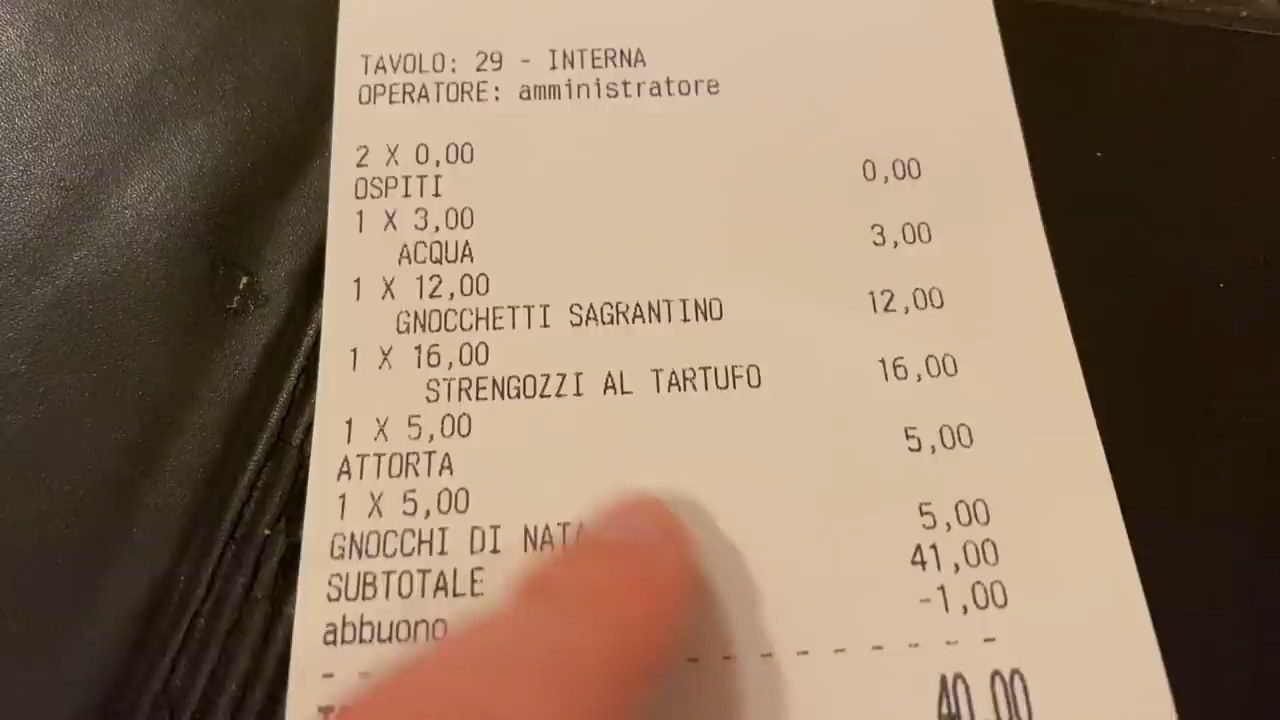 TAVOLO: 29 - INTERNA
OPERATORE: amministratore
2 X 0,00
OSPITI 0,00
1 X 3,00
ACQUA 3,00
1 X 12,00
GNOCCHETTI SAGRANTINO 12,00
1 X 16,00
STRENGOZZI AL TARTUFO 16,00
1 X 5,00
ATTORTA 5,00
1 X 5,00
GNOCCHI DI 5,00
SUBTOTALE 41,00
abbuono -1,00
40,00